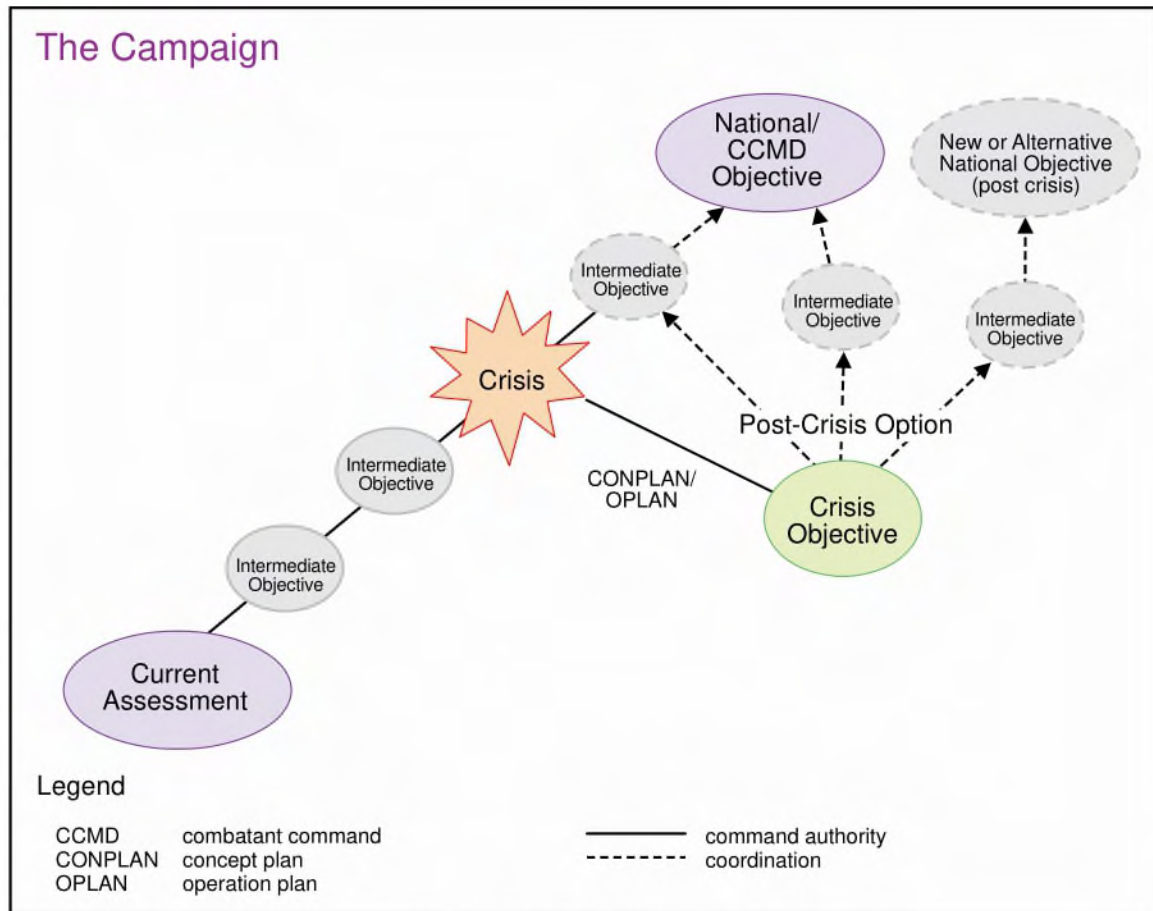 The Campaign
National/
CCMD
Objective
New or Alternative
National Objective
(post crisis)
Intermediate
Objective
Intermediate
Objective
Intermediate
Objective
Crisis
Post-Crisis Option
Intermediate
Objective
CONPLAN/
OPLAN
Crisis
Objective
Intermediate
Objective
Current
Assessment
Legend
CCMD combatant command
CONPLAN concept plan
OPLAN operation plan
command authority
coordination